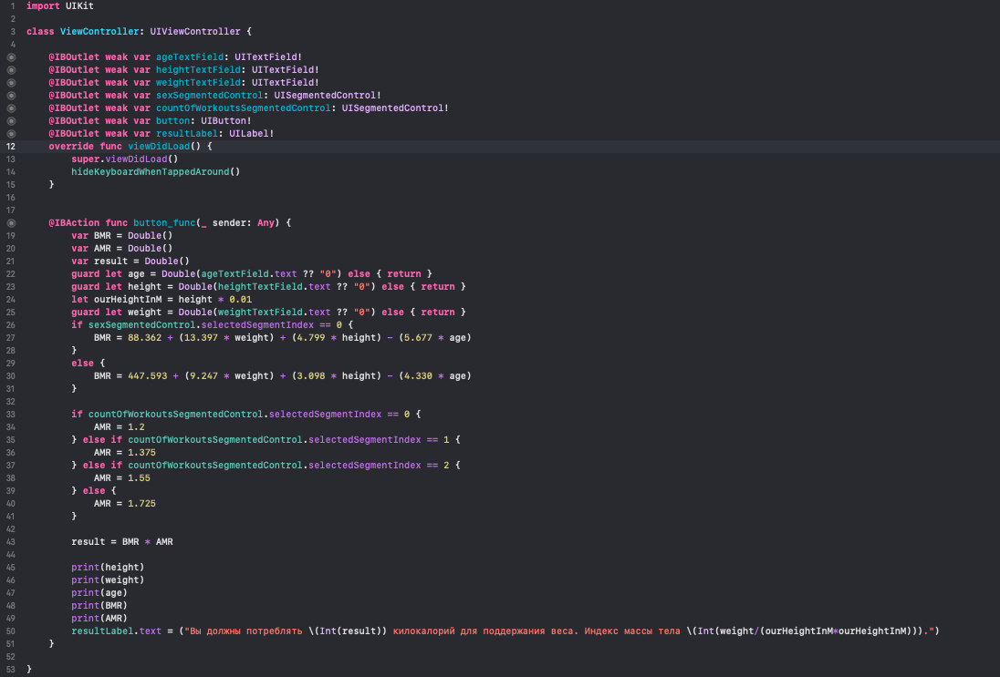 1 import UIKit
2
3 class ViewController: UIViewController {
4
@IBOutlet weak var ageTextField: UITextField!
@IBOutlet weak var heightTextField: UITextField!
@IBOutlet weak var weightTextField: UITextField!
@IBOutlet weak var sexSegmentedControl: UISegmentedControl!
@IBOutlet weak var countOfWorkoutsSegmentedControl: UISegmentedControl!
@IBOutlet weak var button: UIButton!
@IBOutlet weak var resultLabel: UILabel!
12 override func viewDidLoad() {
13 super.viewDidLoad()
14 hideKeyboardWhenTappedAround()
15 }
16
17
@IBAction func button_func(_ sender: Any) {
19 var BMR = Double()
20 var AMR = Double()
21 var result = Double()
22 guard let age = Double(ageTextField.text ?? "0") else { return }
23 guard let height = Double(heightTextField.text ?? "0") else { return }
24 let ourHeightInM = height * 0.01
25 guard let weight = Double(weightTextField.text ?? "0") else { return }
26 if sexSegmentedControl.selectedSegmentIndex == 0 {
27 BMR = 88.362 + (13.397 * weight) + (4.799 * height) - (5.677 * age)
28 }
29 else {
30 BMR = 447.593 + (9.247 * weight) + (3.098 * height) - (4.330 * age)
31 }
32
33 if countOfWorkoutsSegmentedControl.selectedSegmentIndex == 0 {
34 AMR = 1.2
35 } else if countOfWorkoutsSegmentedControl.selectedSegmentIndex == 1 {
36 AMR = 1.375
37 } else if countOfWorkoutsSegmentedControl.selectedSegmentIndex == 2 {
38 AMR = 1.55
39 } else {
40 AMR = 1.725
41 }
42
43 result = BMR * AMR
44
45 print(height)
46 print(weight)
47 print(age)
48 print(BMR)
49 print(AMR)
50 resultLabel.text = ("Вы должны потреблять \(Int(result)) килокалорий для поддержания веса. Индекс массы тела \(Int(weight/(ourHeightInM*ourHeightInM))).")
51 }
52
53 }